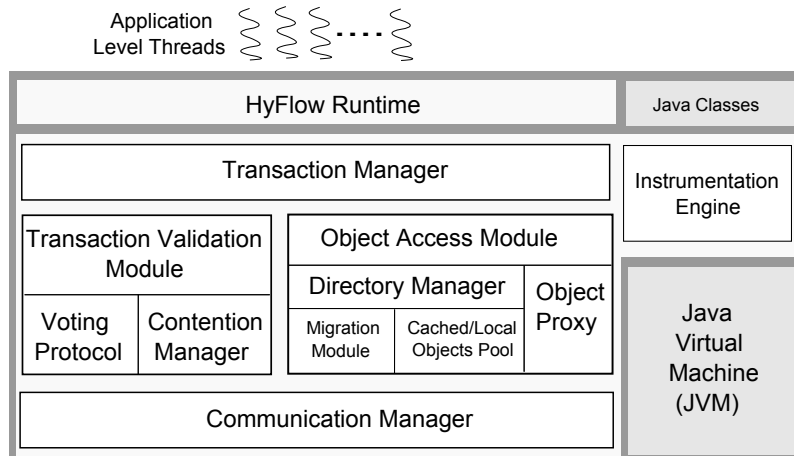 Application
Level Threads
HyFlow Runtime
Java Classes
Transaction Manager
Instrumentation
Engine
Transaction Validation
Module
Voting
Protocol
Contention
Manager
Object Access Module
Directory Manager
Migration
Module
Cached/Local
Objects Pool
Object
Proxy
Java
Virtual
Machine
(JVM)
Communication Manager